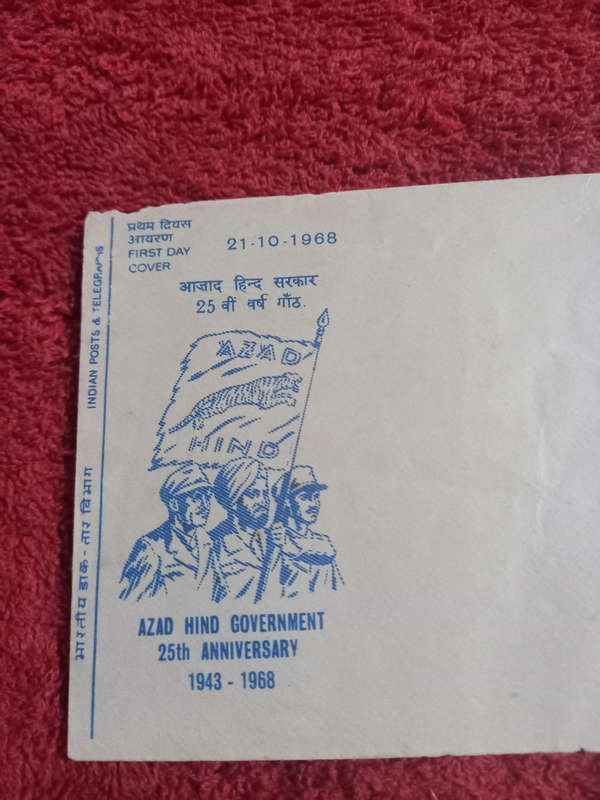 प्रथम दिवस
आवरण
FIRST DAY
COVER
21-10-1968
आज़ाद हिन्द सरकार
25 वीं वर्ष गाँठ.
AZAD
HIND
AZAD HIND GOVERNMENT
25th ANNIVERSARY
1943 - 1968
भारतीय डाक - तार विभाग
INDIAN POSTS & TELEGRAPHS